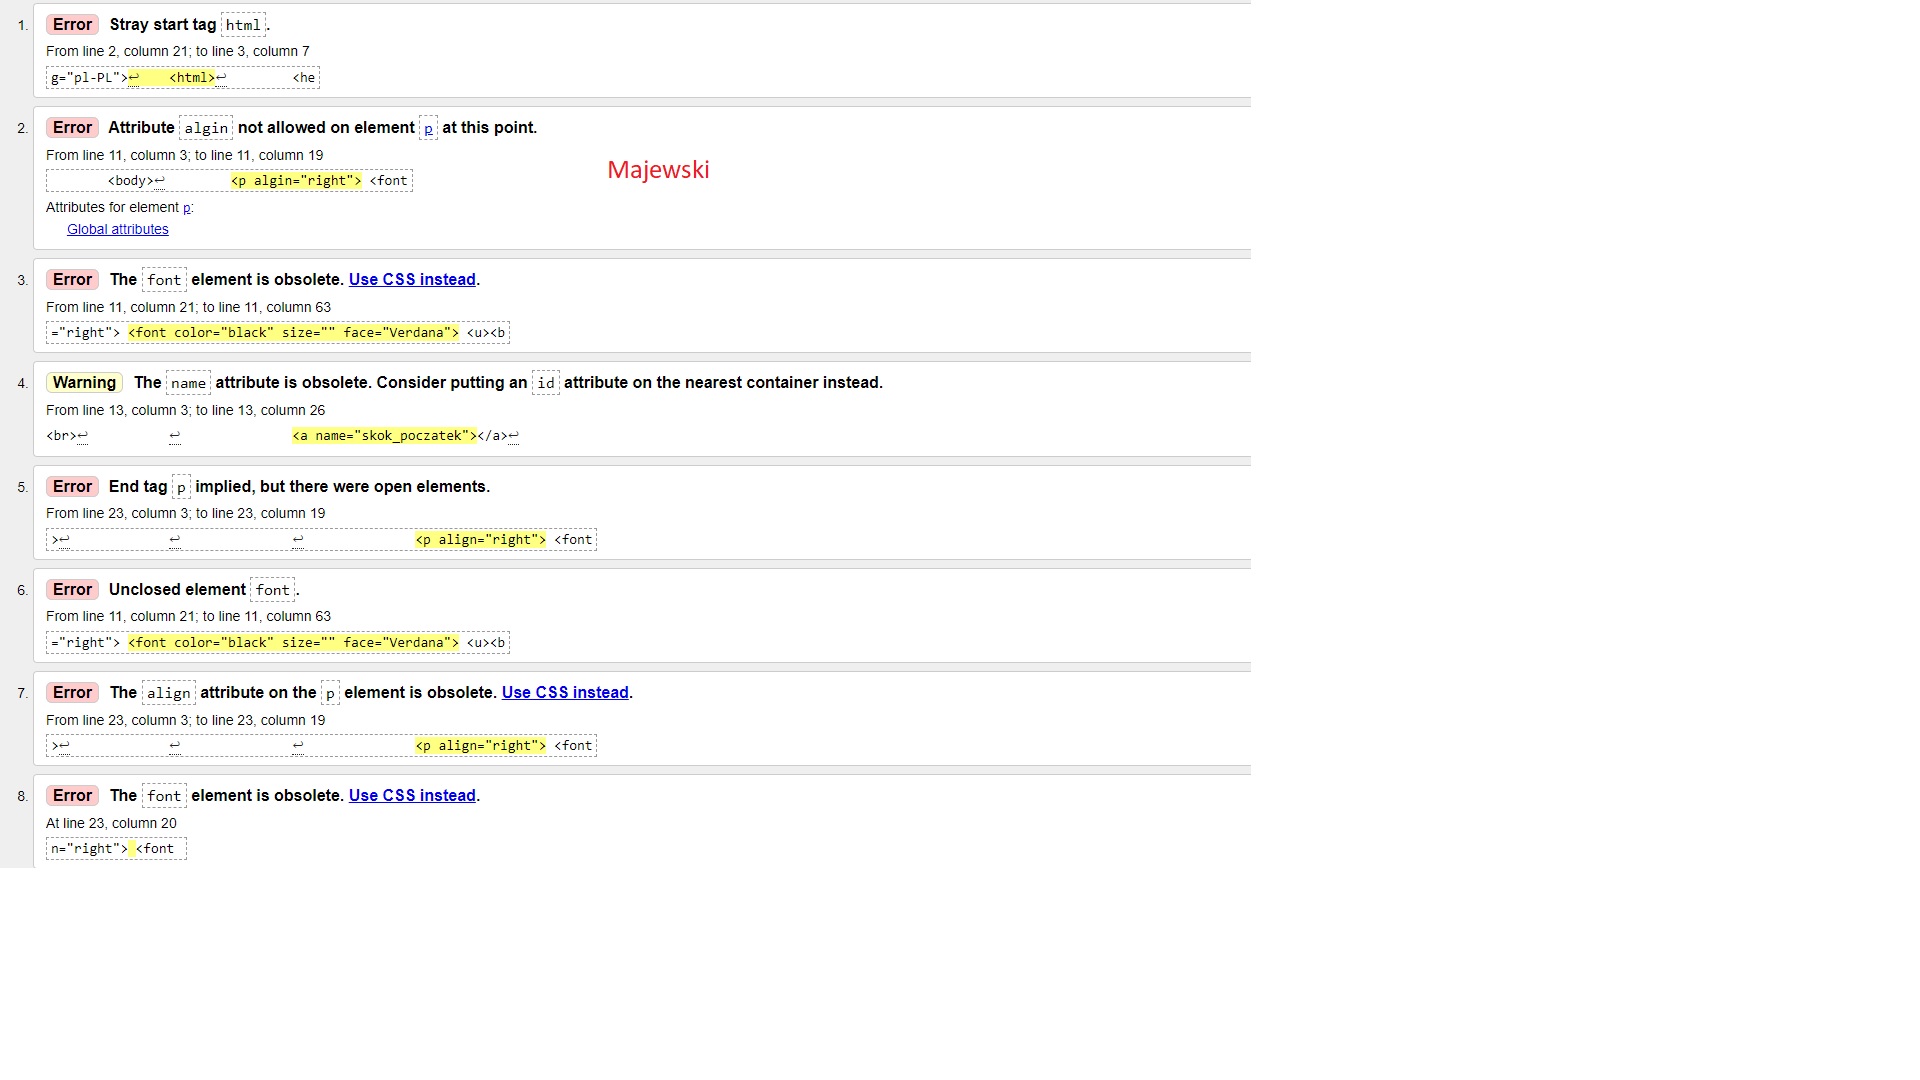 1. Error Stray start tag html.
From line 2, column 21; to line 3, column 7
g="pl-PL">↩ <html>↩ <he
2. Error Attribute algin not allowed on element p at this point.
From line 11, column 3; to line 11, column 19
Majewski
<body>↩ <p algin="right"> <font
Attributes for element p:
Global attributes
3. Error The font element is obsolete. Use CSS instead.
From line 11, column 21; to line 11, column 63
="right"> <font color="black" size="" face="Verdana"> <u><b
4. Warning The name attribute is obsolete. Consider putting an id attribute on the nearest container instead.
From line 13, column 3; to line 13, column 26
<br>↩ ↩ <a name="skok_poczatek"></a>↩
5. Error End tag p implied, but there were open elements.
From line 23, column 3; to line 23, column 19
>↩ ↩ ↩ <p align="right"> <font
6. Error Unclosed element font.
From line 11, column 21; to line 11, column 63
="right"> <font color="black" size="" face="Verdana"> <u><b
7. Error The align attribute on the p element is obsolete. Use CSS instead.
From line 23, column 3; to line 23, column 19
>↩ ↩ ↩ <p align="right"> <font
8. Error The font element is obsolete. Use CSS instead.
At line 23, column 20
n="right"> <font